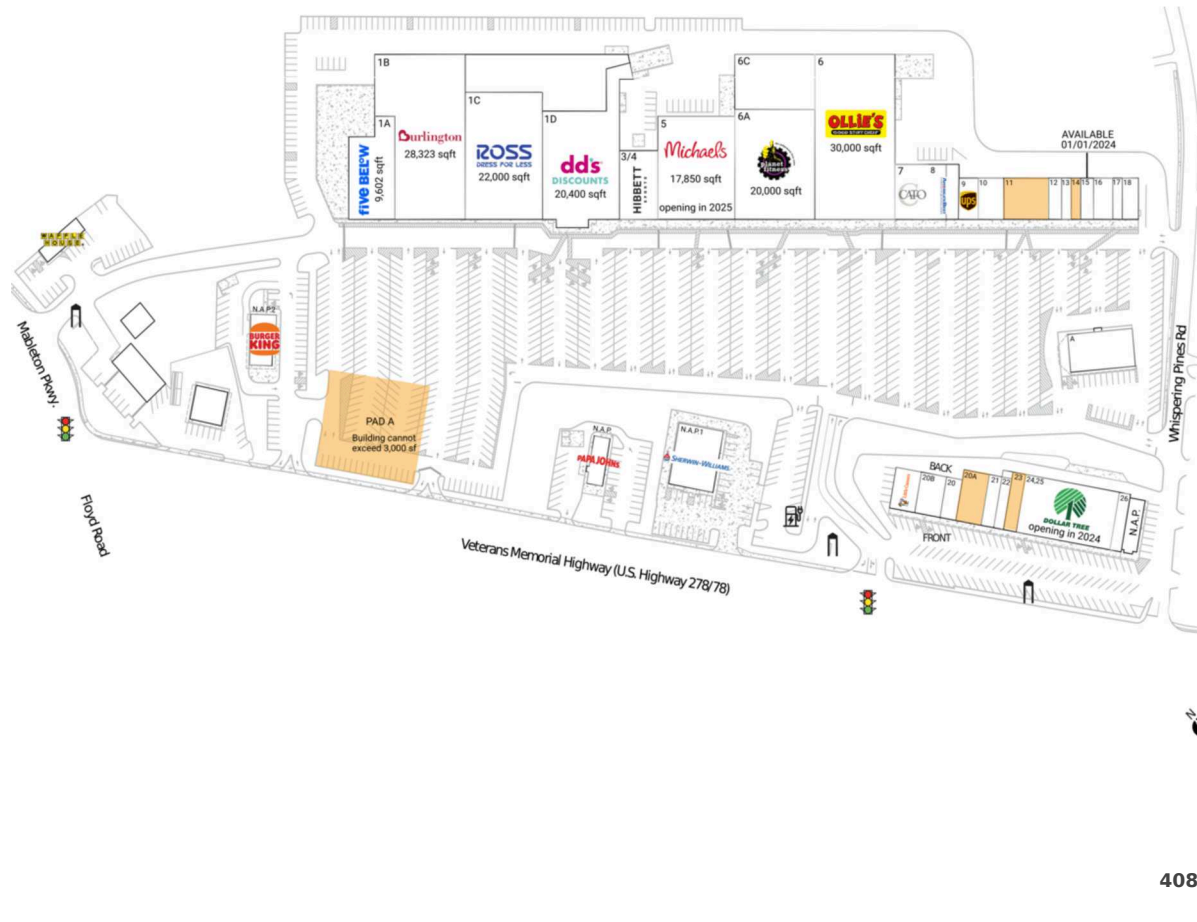 1B
1C
1A
five BEL°W
9,602 sqft
Burlington
28,323 sqft
ROSS
DRESS FOR LESS
22,000 sqft
1D
dd's
DISCOUNTS
20,400 sqft
3/4
HIBBETT
SPORTS
5
Michaels
17,850 sqft
opening in 2025
6C
6A
planet
fitness
20,000 sqft
6
OLLIE'S
GOOD STUFF CHEAP
30,000 sqft
7
CATO
8
AVAILABLE
01/01/2024
9
ups
10
11
12
13
14
15
16
17
18
WAFFLE
HOUSE
Mableton Pkwy.
Floyd Road
N.A.P.2
BURGER
KING
PAD A
Building cannot
exceed 3,000 sf
N.A.P.
PAPA JOHNS
N.A.P.1
SHERWIN-WILLIAMS
A
Whispering Pines Rd
Veterans Memorial Highway (U.S. Highway 278/78)
BACK
20B
20
20A
21
22
23
24,25
DOLLAR TREE
opening in 2024
26
N.A.P.
FRONT
N
408